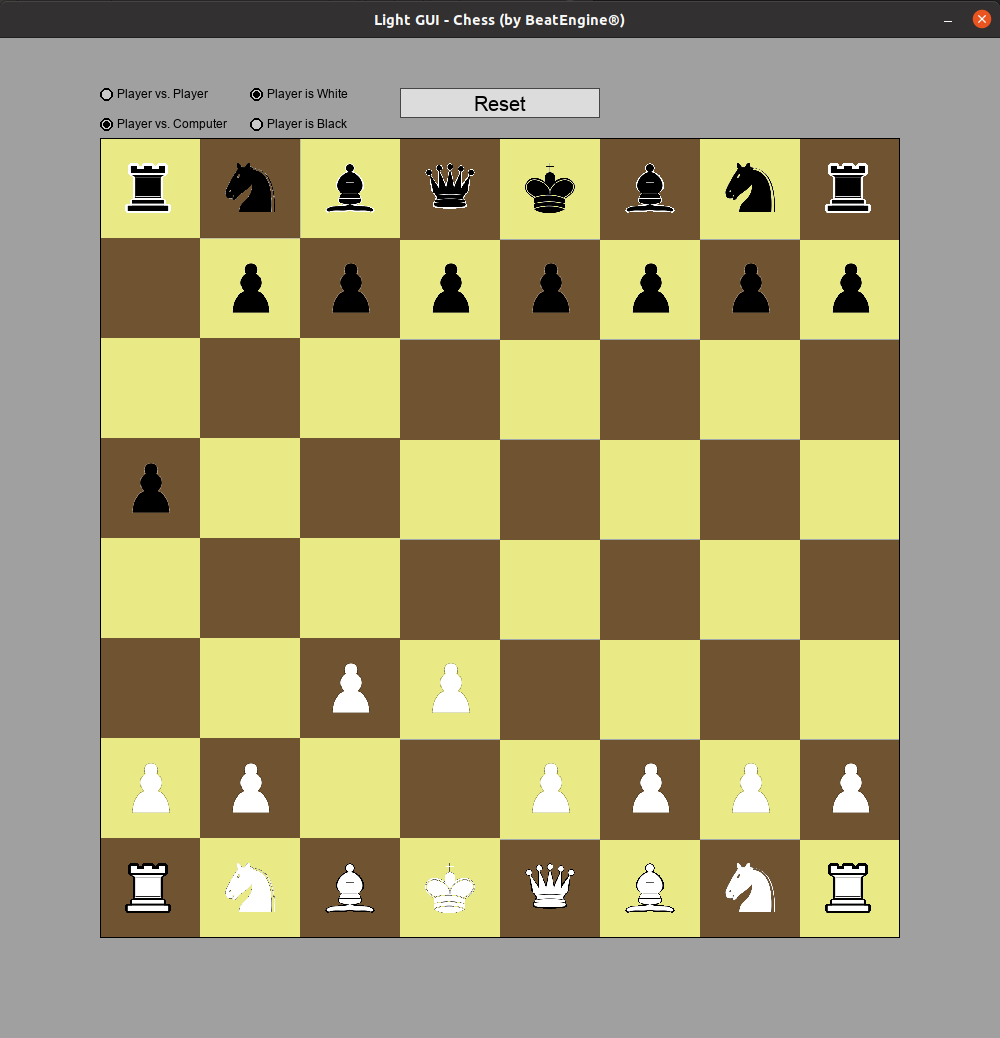 Light GUI - Chess (by BeatEngine®)
Player vs. Player Player is White Reset
Player vs. Computer Player is Black